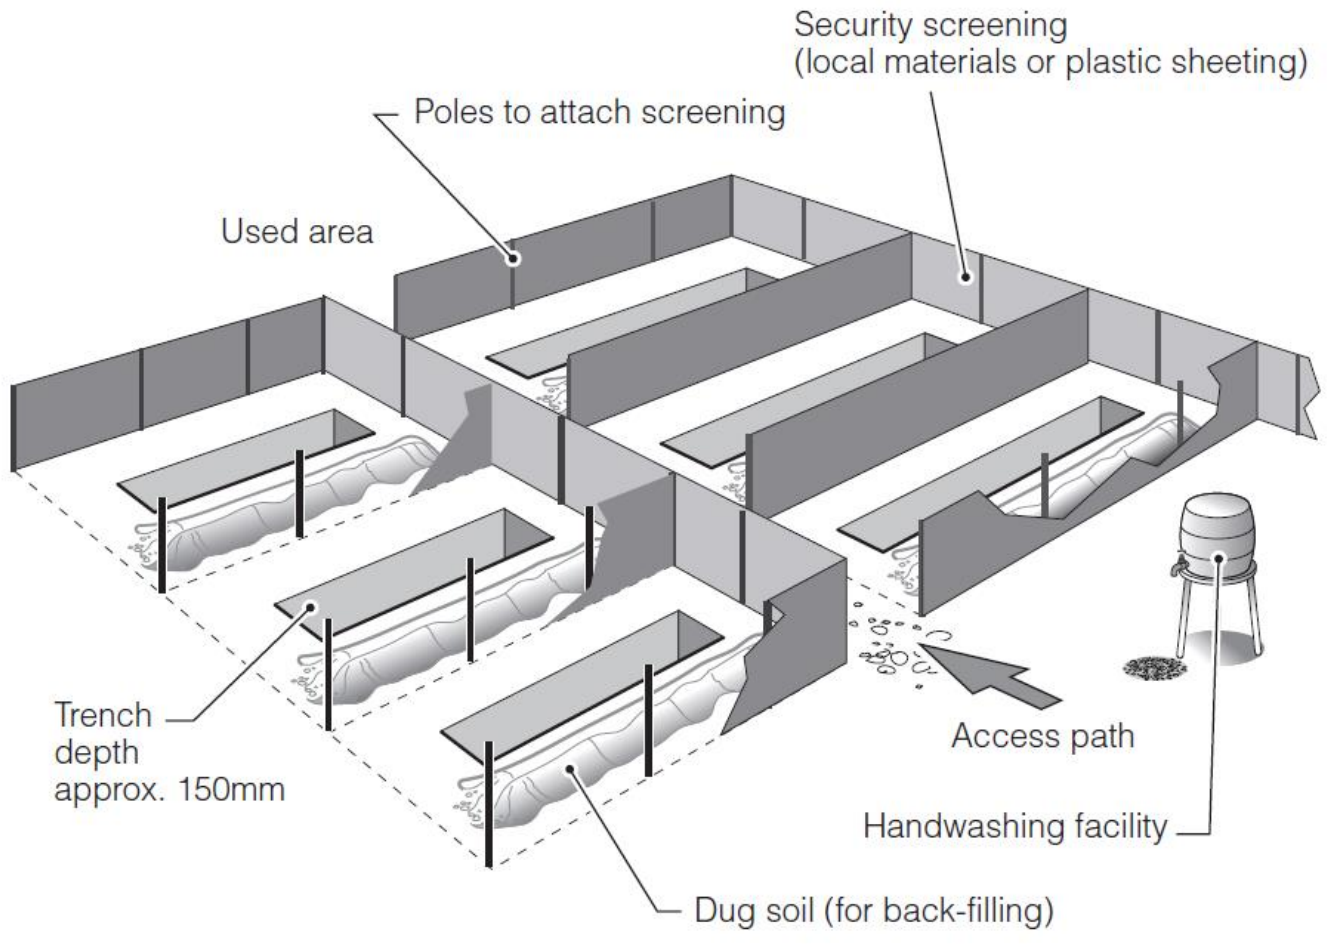 Security screening
(local materials or plastic sheeting)
Poles to attach screening
Used area
Trench
depth
approx. 150mm
Access path
Handwashing facility
Dug soil (for back-filling)